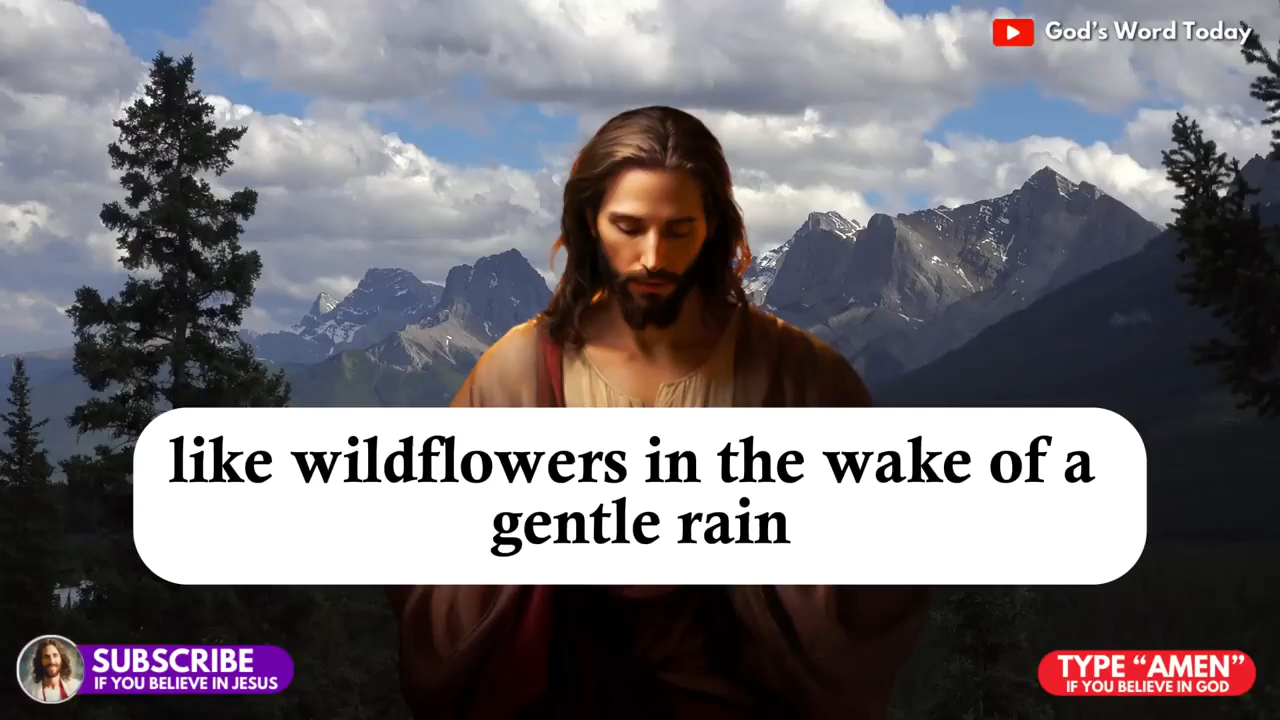 God's Word Today
like wildflowers in the wake of a
gentle rain
SUBSCRIBE
IF YOU BELIEVE IN JESUS
TYPE “AMEN”
IF YOU BELIEVE IN GOD